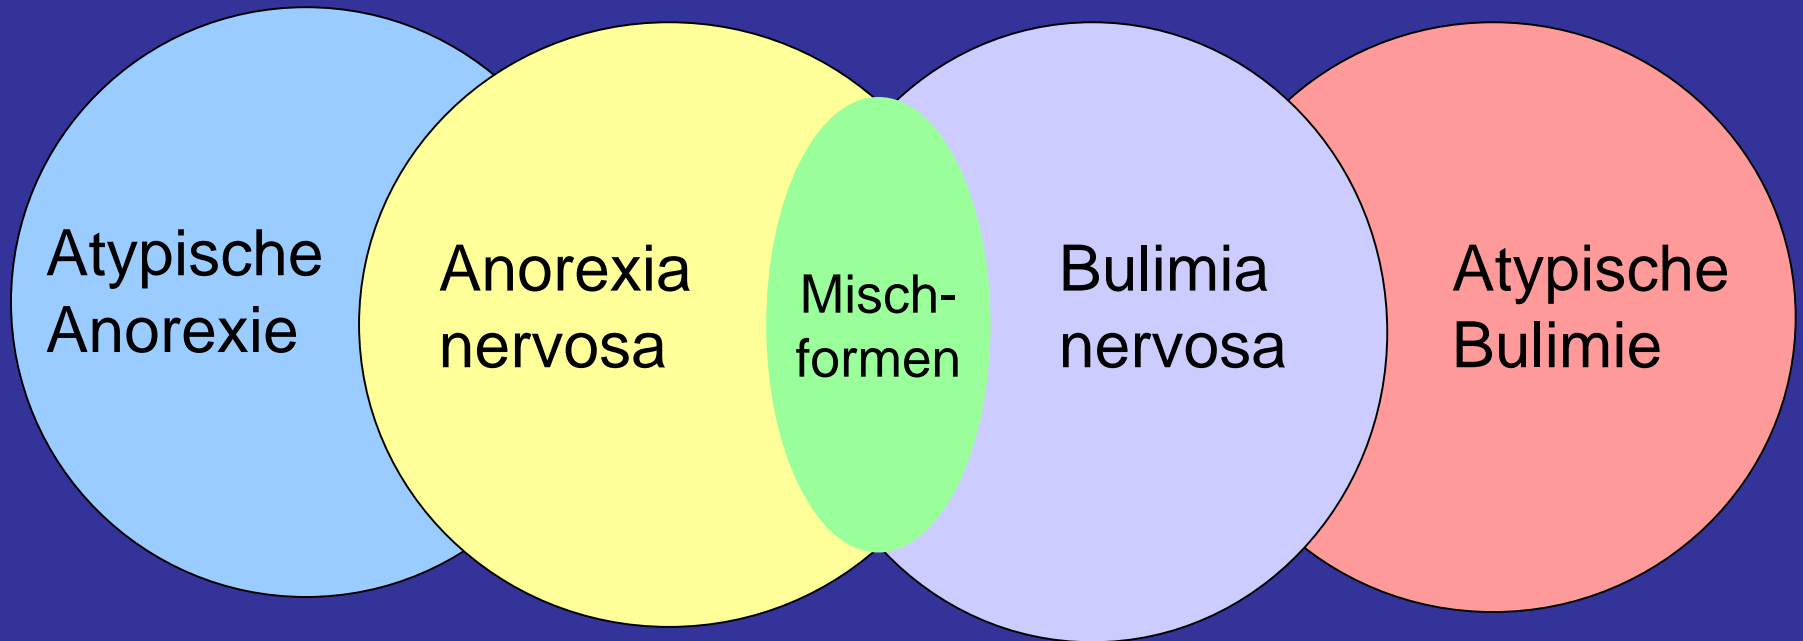 Atypische
Anorexie
Anorexia
nervosa
Misch-
formen
Bulimia
nervosa
Atypische
Bulimie